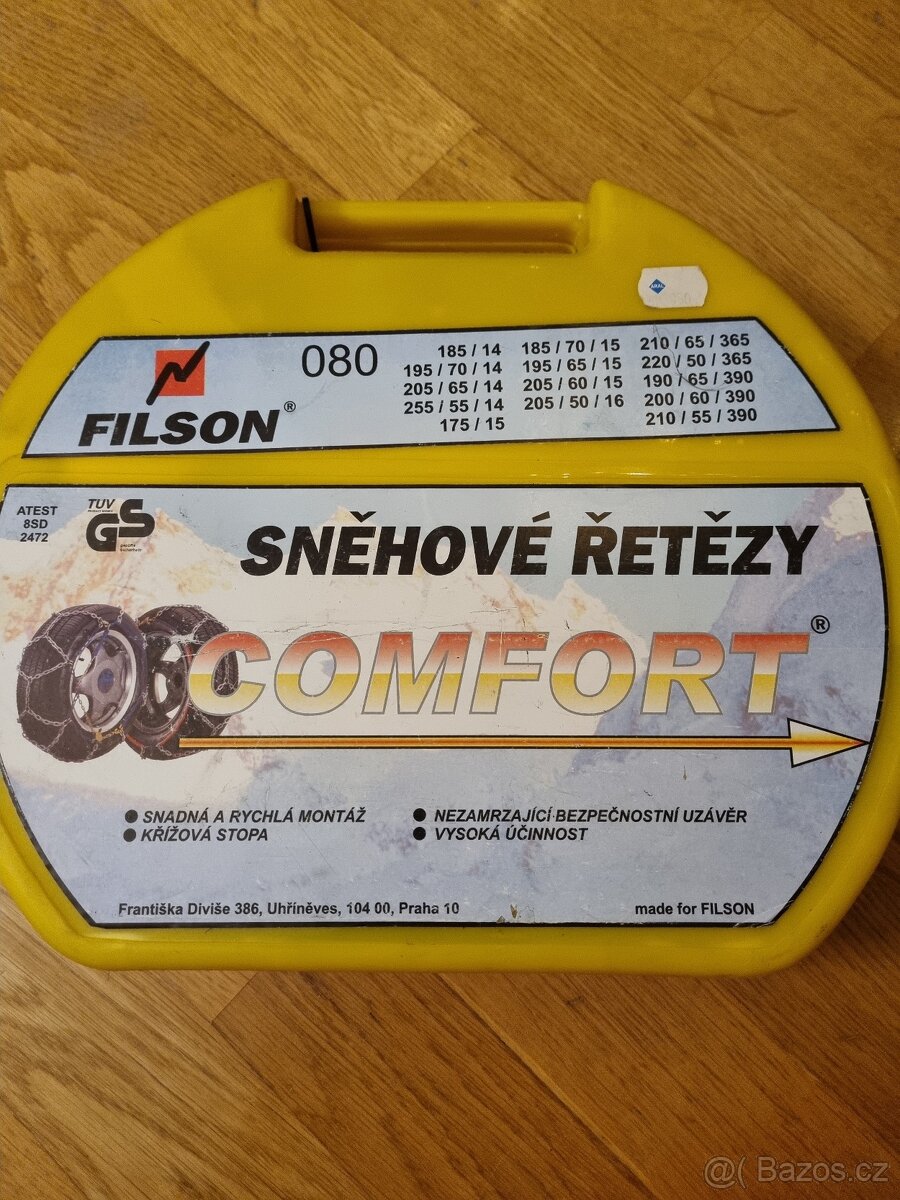 ARAL
FILSON®
080
185 / 14
195 / 70 / 14
205 / 65 / 14
255 / 55 / 14
175 / 15
185 / 70 / 15
195 / 65 / 15
205 / 60 / 15
205 / 50 / 16
210 / 65 / 365
220 / 50 / 365
190 / 65 / 390
200 / 60 / 390
210 / 55 / 390
ATEST
8SD
2472
TUV
GS
SNĚHOVÉ ŘETĚZY
COMFORT®
● SNADNÁ A RYCHLÁ MONTÁŽ
● KŘÍŽOVÁ STOPA
● NEZAMRZAJÍCÍ BEZPEČNOSTNÍ UZÁVĚR
● VYSOKÁ ÚČINNOST
Františka Diviše 386, Uhříněves, 104 00, Praha 10
made for FILSON
@( Bazos.cz